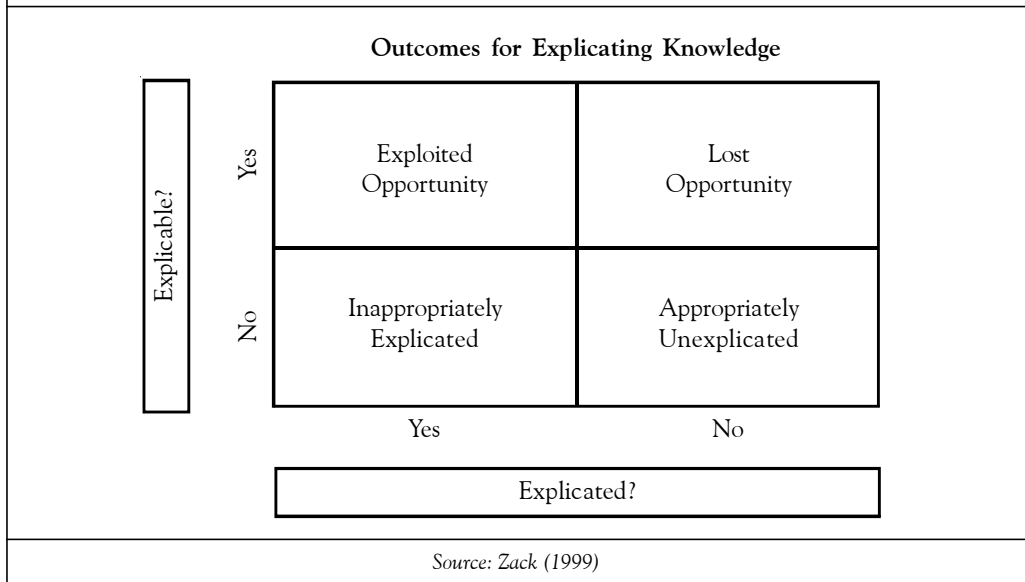 Outcomes for Explicating Knowledge
Explicable?
Yes
Exploited
Opportunity
Lost
Opportunity
No
Inappropriately
Explicated
Appropriately
Unexplicated
Yes
No
Explicated?
Source: Zack (1999)